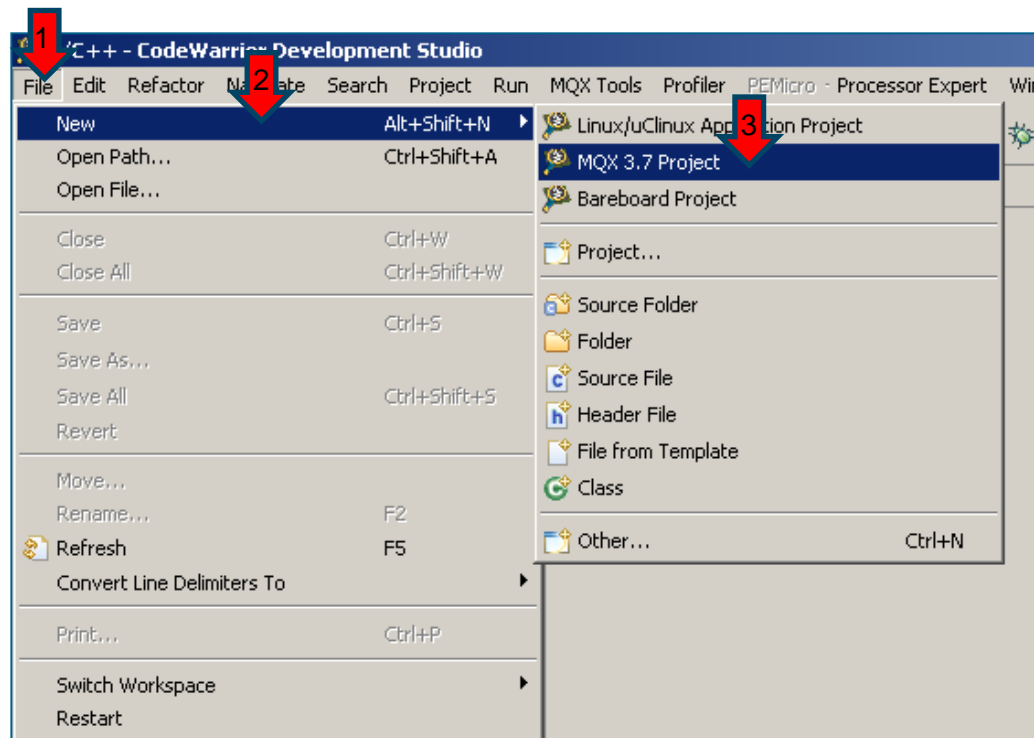 1
/C++ - CodeWarrior Development Studio
2
File Edit Refactor Navigate Search Project Run MQX Tools Profiler PEMicro - Processor Expert
New Alt+Shift+N
Open Path... Ctrl+Shift+A
Open File...
Close Ctrl+W
Close All Ctrl+Shift+W
Save Ctrl+S
Save As...
Save All Ctrl+Shift+S
Revert
Move...
Rename... F2
Refresh F5
Convert Line Delimiters To
Print... Ctrl+P
Switch Workspace
Restart
3
Linux/uClinux Application Project
MQX 3.7 Project
Bareboard Project
Project...
Source Folder
Folder
Source File
Header File
File from Template
Class
Other... Ctrl+N